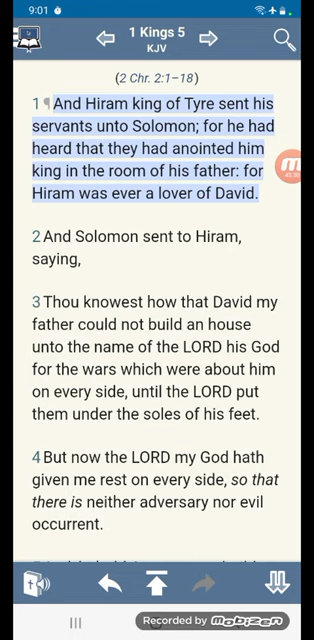 9:01
1 Kings 5
KJV
(2 Chr. 2:1–18)
1 ¶ And Hiram king of Tyre sent his
servants unto Solomon; for he had
heard that they had anointed him
king in the room of his father: for
Hiram was ever a lover of David.
2 And Solomon sent to Hiram,
saying,
3 Thou knowest how that David my
father could not build an house
unto the name of the LORD his God
for the wars which were about him
on every side, until the LORD put
them under the soles of his feet.
4 But now the LORD my God hath
given me rest on every side, so that
there is neither adversary nor evil
occurrent.
Recorded by Mobizen